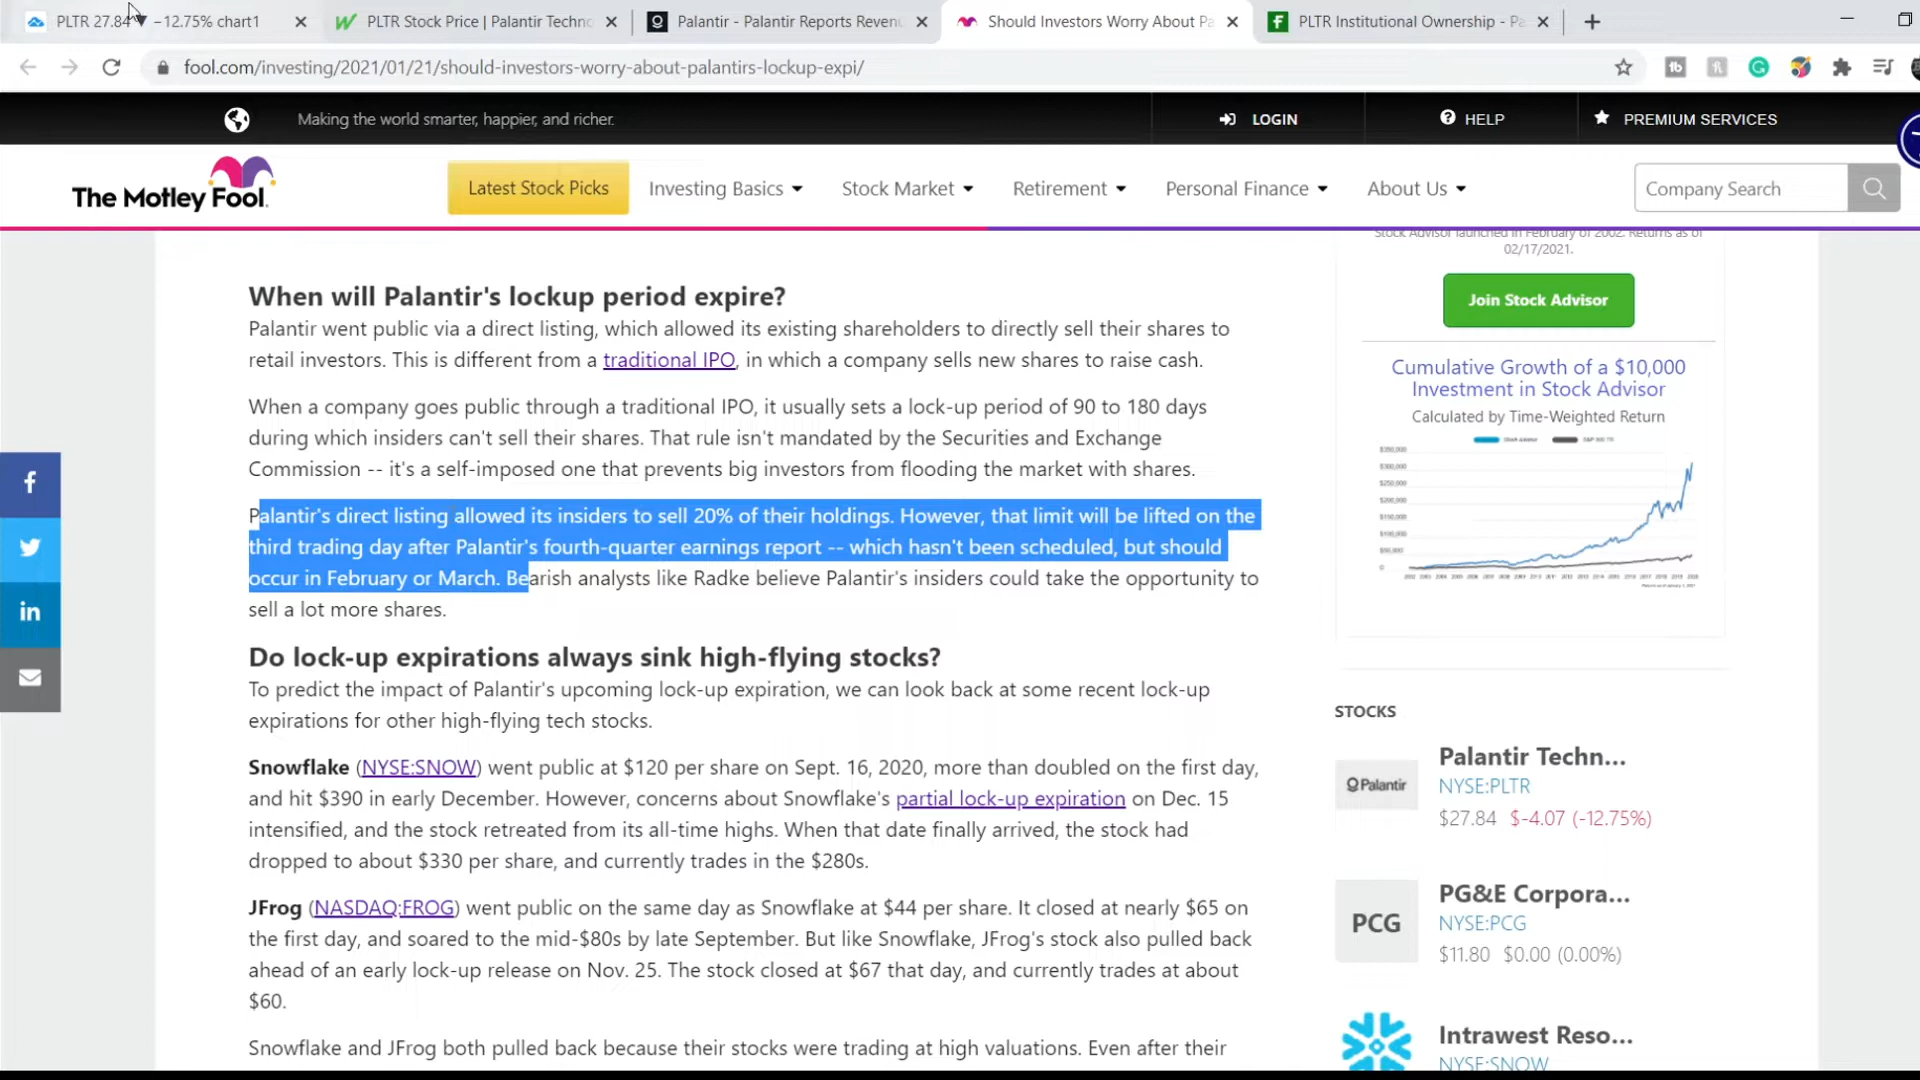 PLTR 27.84 ▼ −12.75% chart1
PLTR Stock Price | Palantir Techno
Palantir - Palantir Reports Revenu
Should Investors Worry About Pa
PLTR Institutional Ownership - Pa
fool.com/investing/2021/01/21/should-investors-worry-about-palantirs-lockup-expi/
Making the world smarter, happier, and richer.
LOGIN
HELP
PREMIUM SERVICES
The Motley Fool.
Latest Stock Picks
Investing Basics
Stock Market
Retirement
Personal Finance
About Us
Company Search
When will Palantir's lockup period expire?
Palantir went public via a direct listing, which allowed its existing shareholders to directly sell their shares to
retail investors. This is different from a traditional IPO, in which a company sells new shares to raise cash.
When a company goes public through a traditional IPO, it usually sets a lock-up period of 90 to 180 days
during which insiders can't sell their shares. That rule isn't mandated by the Securities and Exchange
Commission -- it's a self-imposed one that prevents big investors from flooding the market with shares.
Palantir's direct listing allowed its insiders to sell 20% of their holdings. However, that limit will be lifted on the
third trading day after Palantir's fourth-quarter earnings report -- which hasn't been scheduled, but should
occur in February or March. Bearish analysts like Radke believe Palantir's insiders could take the opportunity to
sell a lot more shares.
Do lock-up expirations always sink high-flying stocks?
To predict the impact of Palantir's upcoming lock-up expiration, we can look back at some recent lock-up
expirations for other high-flying tech stocks.
Snowflake (NYSE:SNOW) went public at $120 per share on Sept. 16, 2020, more than doubled on the first day,
and hit $390 in early December. However, concerns about Snowflake's partial lock-up expiration on Dec. 15
intensified, and the stock retreated from its all-time highs. When that date finally arrived, the stock had
dropped to about $330 per share, and currently trades in the $280s.
JFrog (NASDAQ:FROG) went public on the same day as Snowflake at $44 per share. It closed at nearly $65 on
the first day, and soared to the mid-$80s by late September. But like Snowflake, JFrog's stock also pulled back
ahead of an early lock-up release on Nov. 25. The stock closed at $67 that day, and currently trades at about
$60.
Snowflake and JFrog both pulled back because their stocks were trading at high valuations. Even after their
Stock Advisor launched in February of 2002. Returns as of
02/17/2021.
Join Stock Advisor
Cumulative Growth of a $10,000
Investment in Stock Advisor
Calculated by Time-Weighted Return
STOCKS
Palantir
Palantir Techn...
NYSE:PLTR
$27.84 $-4.07 (-12.75%)
PCG
PG&E Corpora...
NYSE:PCG
$11.80 $0.00 (0.00%)
Intrawest Reso...
NYSE:SNOW